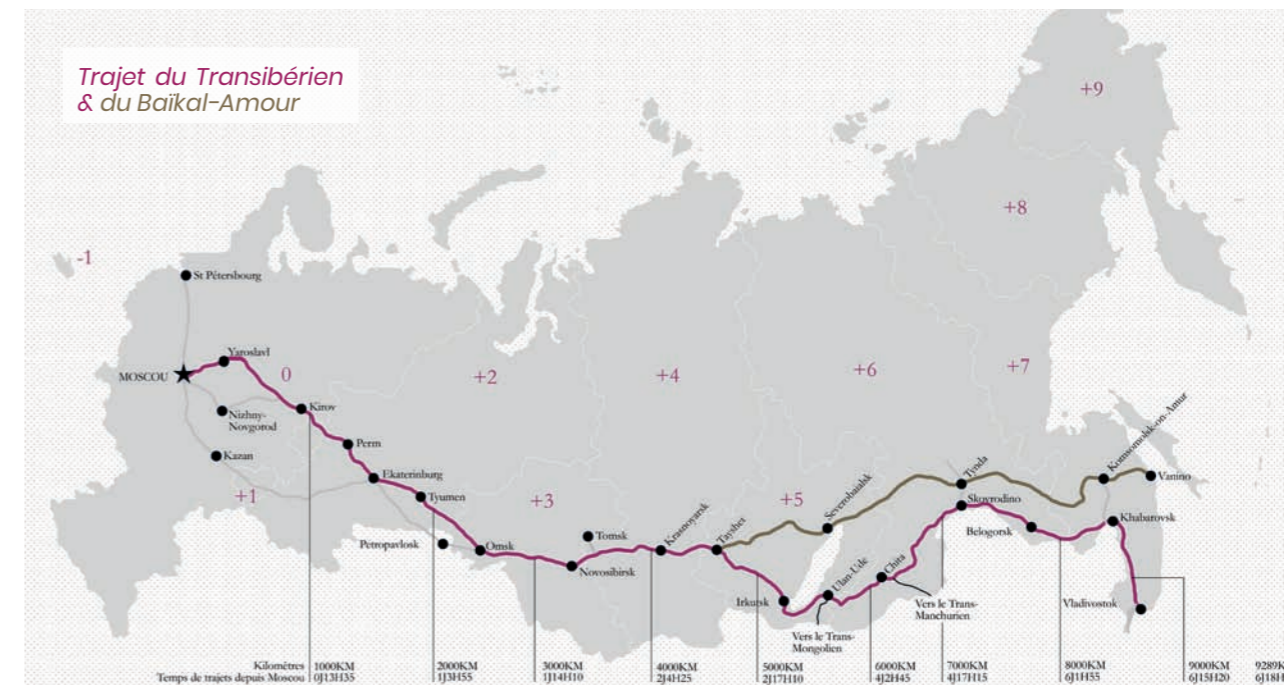 Trajet du Transibérien
& du Baïkal-Amour
+9
+8
-1
St Pétersbourg
Yaroslavl
MOSCOU
0
+2
+4
+6
+7
Nizhny-
Novgorod
Kirov
Kazan
Perm
Ekaterinburg
+1
Tyumen
+3
+5
Petropavlosk
Omsk
Tomsk
Novosibirsk
Krasnoyarsk
Tayshet
Severobaialsk
Tynda
Skovrodino
Komsomolsk-on-Amur
Vanino
Belogorsk
Khabarovsk
Irkutsk
Ulan-Ude
Chita
Vladivostok
Vers le Trans-
Mongolien
Vers le Trans-
Manchurien
Kilomètres
1000KM
2000KM
3000KM
4000KM
5000KM
6000KM
7000KM
8000KM
9000KM
9289K
Temps de trajets depuis Moscou
0J13H35
1J3H55
1J14H10
2J4H25
2J17H10
4J2H45
4J17H15
6J1H55
6J15H20
6J18H